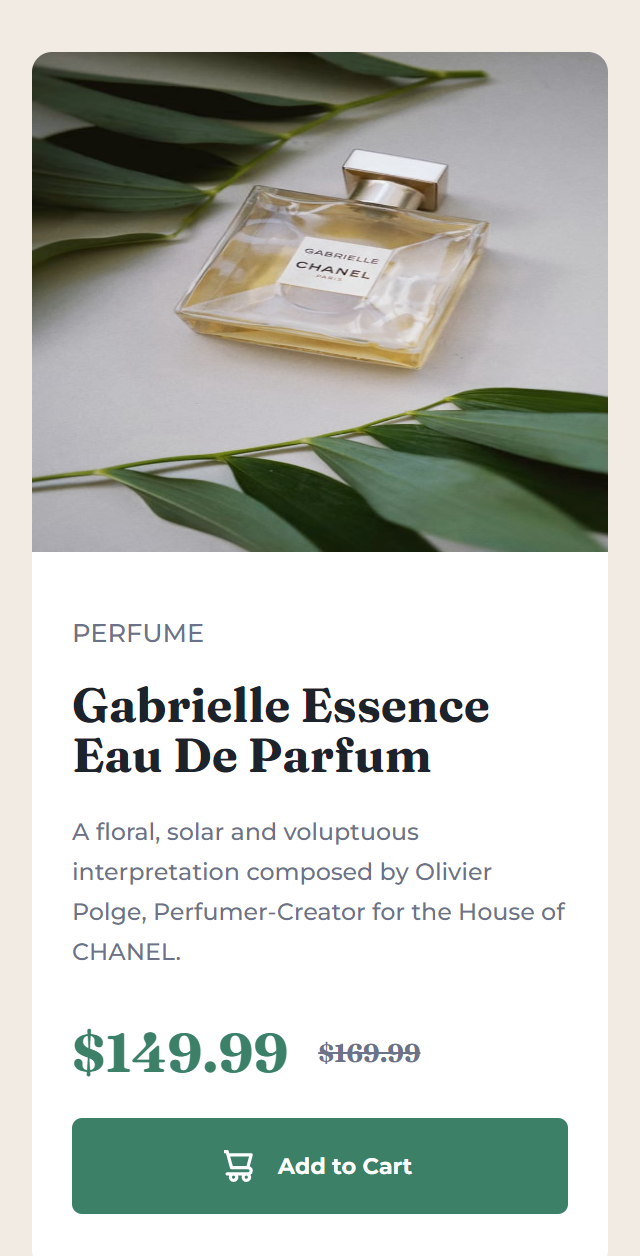 GABRIELLE
CHANEL
PARIS
PERFUME
Gabrielle Essence
Eau De Parfum
A floral, solar and voluptuous
interpretation composed by Olivier
Polge, Perfumer-Creator for the House of
CHANEL.
$149.99 $169.99
Add to Cart